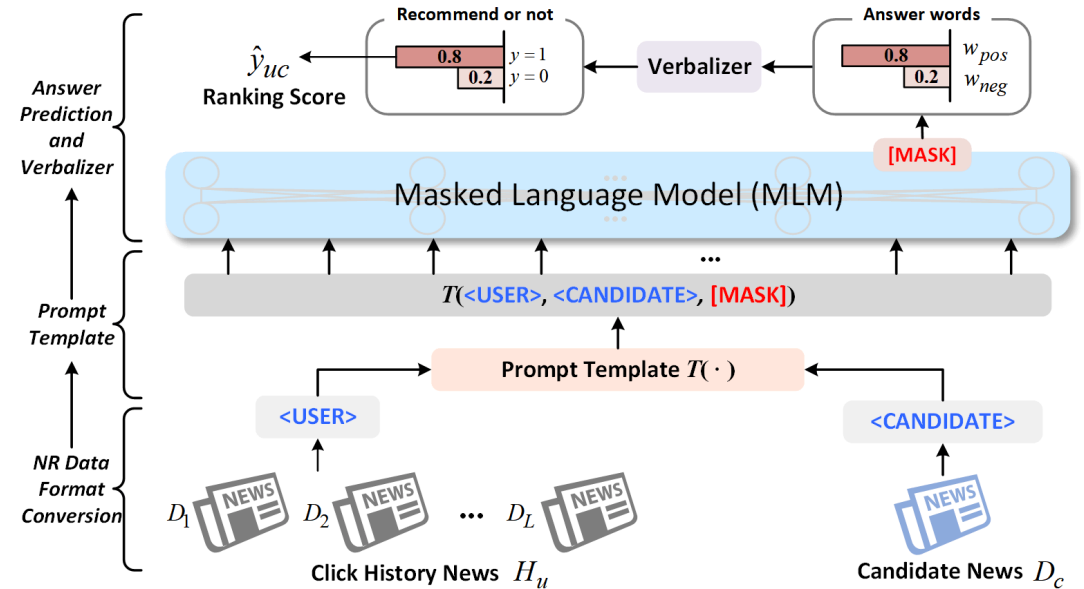 Recommend or not
Answer words
0.8
y = 1
0.2
y = 0
ŷ_uc
Ranking Score
Verbalizer
0.8
w_pos
0.2
w_neg
Answer
Prediction
and
Verbalizer
[MASK]
Masked Language Model (MLM)
...
T(<USER>, <CANDIDATE>, [MASK])
Prompt
Template
Prompt Template T( · )
<USER>
<CANDIDATE>
NR Data
Format
Conversion
NEWS
NEWS
NEWS
NEWS
D_1
D_2
...
D_L
Click History News H_u
Candidate News D_c